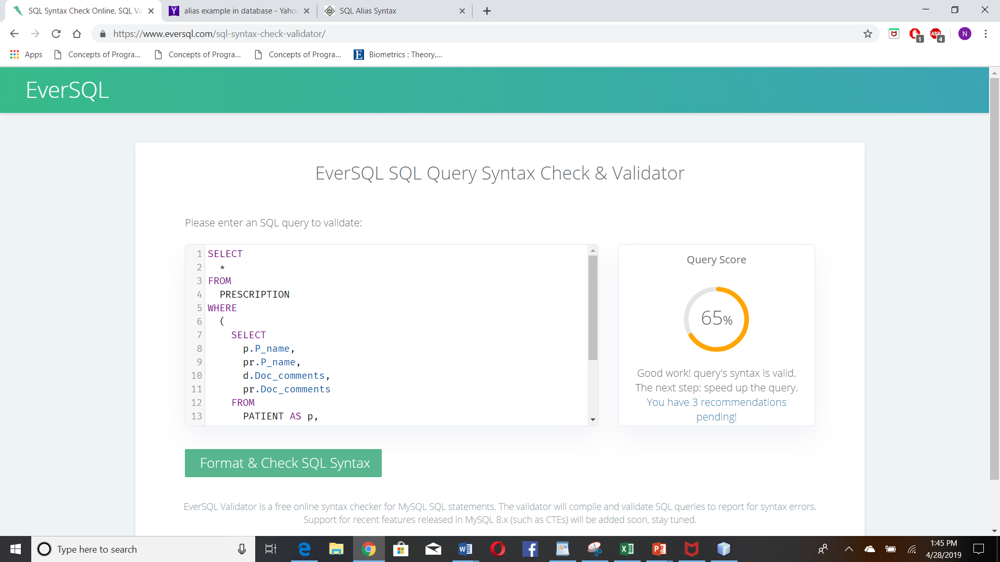 SQL Syntax Check Online, SQL Va
alias example in database - Yahoo
SQL Alias Syntax
https://www.eversql.com/sql-syntax-check-validator/
1
ABP
4
N
Apps
Concepts of Progra...
Concepts of Progra...
Concepts of Progra...
E
Biometrics : Theory,...
EverSQL
EverSQL SQL Query Syntax Check & Validator
Please enter an SQL query to validate:
1 SELECT
2 *
3 FROM
4 PRESCRIPTION
5 WHERE
6 (
7 SELECT
8 p.P_name,
9 pr.P_name,
10 d.Doc_comments,
11 pr.Doc_comments
12 FROM
13 PATIENT AS p,
Query Score
65%
Good work! query's syntax is valid.
The next step: speed up the query.
You have 3 recommendations
pending!
Format & Check SQL Syntax
EverSQL Validator is a free online syntax checker for MySQL SQL statements. The validator will compile and validate SQL queries to report for syntax errors.
Support for recent features released in MySQL 8.x (such as CTEs) will be added soon, stay tuned.
Type here to search
1:45 PM
4/28/2019